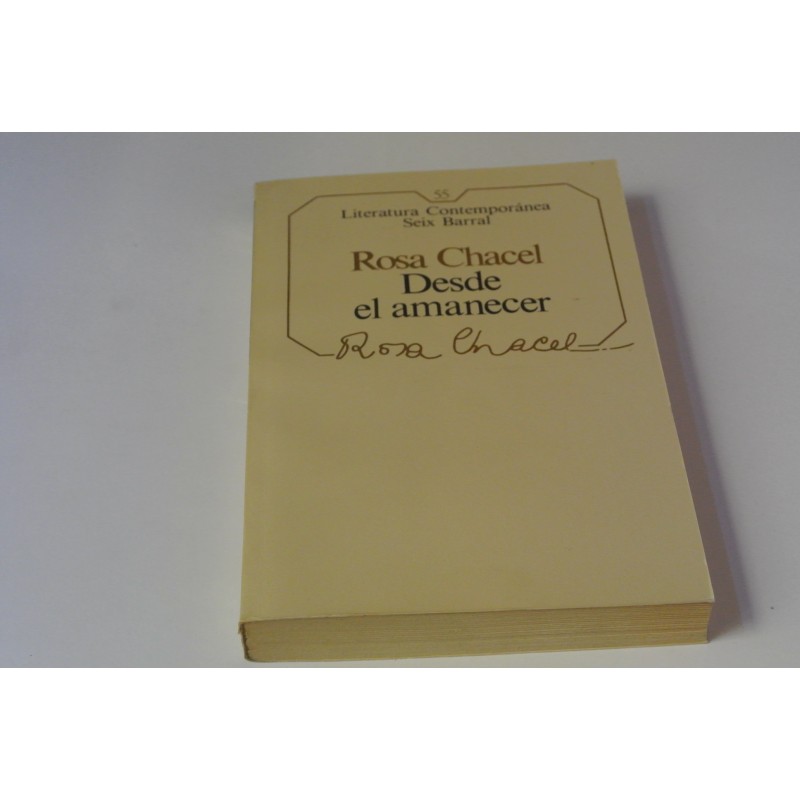 55
Literatura Contemporánea
Seix Barral
Rosa Chacel
Desde
el amanecer
Rosa Chacel